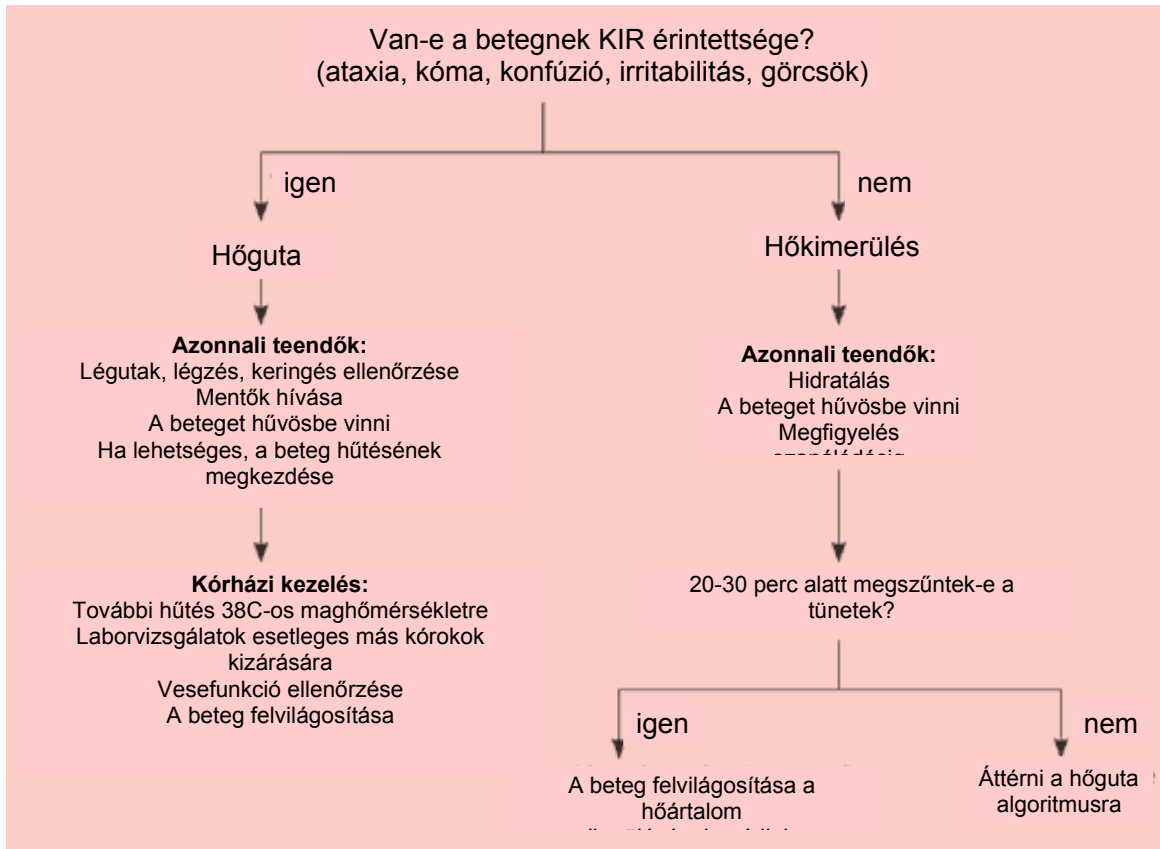 Van-e a betegnek KIR érintettsége?
(ataxia, kóma, konfúzió, irritabilitás, görcsök)
igen
nem
Hőguta
Hőkimerülés
Azonnali teendők:
Légutak, légzés, keringés ellenőrzése
Mentők hívása
A beteget hűvösbe vinni
Ha lehetséges, a beteg hűtésének
megkezdése
Azonnali teendők:
Hidratálás
A beteget hűvösbe vinni
Megfigyelés
Kórházi kezelés:
További hűtés 38C-os maghőmérsékletre
Laborvizsgálatok esetleges más kórokok
kizárására
Vesefunkció ellenőrzése
A beteg felvilágosítása
20-30 perc alatt megszűntek-e a
tünetek?
igen
nem
A beteg felvilágosítása a
hőártalom
Áttérni a hőguta
algoritmusra